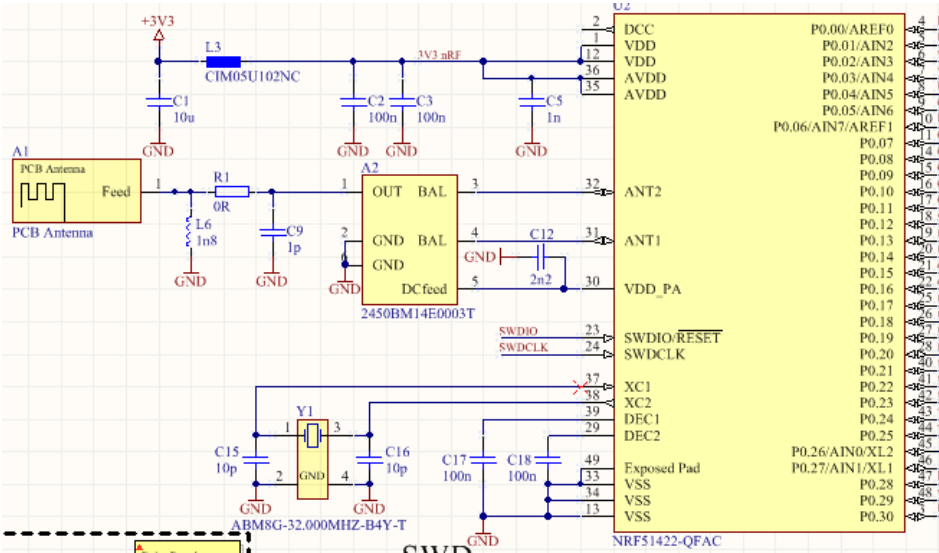 U2
+3V3
L3
CIM05U102NC
3V3 nRF
C1
10u
C2
100n
C3
100n
C5
1n
GND
GND
GND
GND
2
DCC
1
VDD
12
VDD
36
AVDD
35
AVDD
P0.00/AREF0
P0.01/AIN2
P0.02/AIN3
P0.03/AIN4
P0.04/AIN5
P0.05/AIN6
P0.06/AIN7/AREF1
P0.07
P0.08
P0.09
P0.10
P0.11
P0.12
P0.13
P0.14
P0.15
P0.16
P0.17
P0.18
P0.19
P0.20
P0.21
P0.22
P0.23
P0.24
P0.25
P0.26/AIN0/XL2
P0.27/AIN1/XL1
P0.28
P0.29
P0.30
A1
PCB Antenna
Feed
1
PCB Antenna
R1
0R
L6
1n8
C9
1p
GND
GND
A2
1
OUT
BAL
3
2
GND
BAL
4
GND
DCfeed
5
GND
2450BM14E0003T
C12
GND
2n2
32
ANT2
31
ANT1
30
VDD_PA
SWDIO
23
SWDIO/RESET
SWDCLK
24
SWDCLK
37
XC1
38
XC2
39
DEC1
29
DEC2
49
Exposed Pad
33
VSS
34
VSS
13
VSS
Y1
1
3
2
GND
4
C15
10p
C16
10p
GND
GND
ABM8G-32.000MHZ-B4Y-T
C17
100n
C18
100n
GND
NRF51422-QFAC
SWD